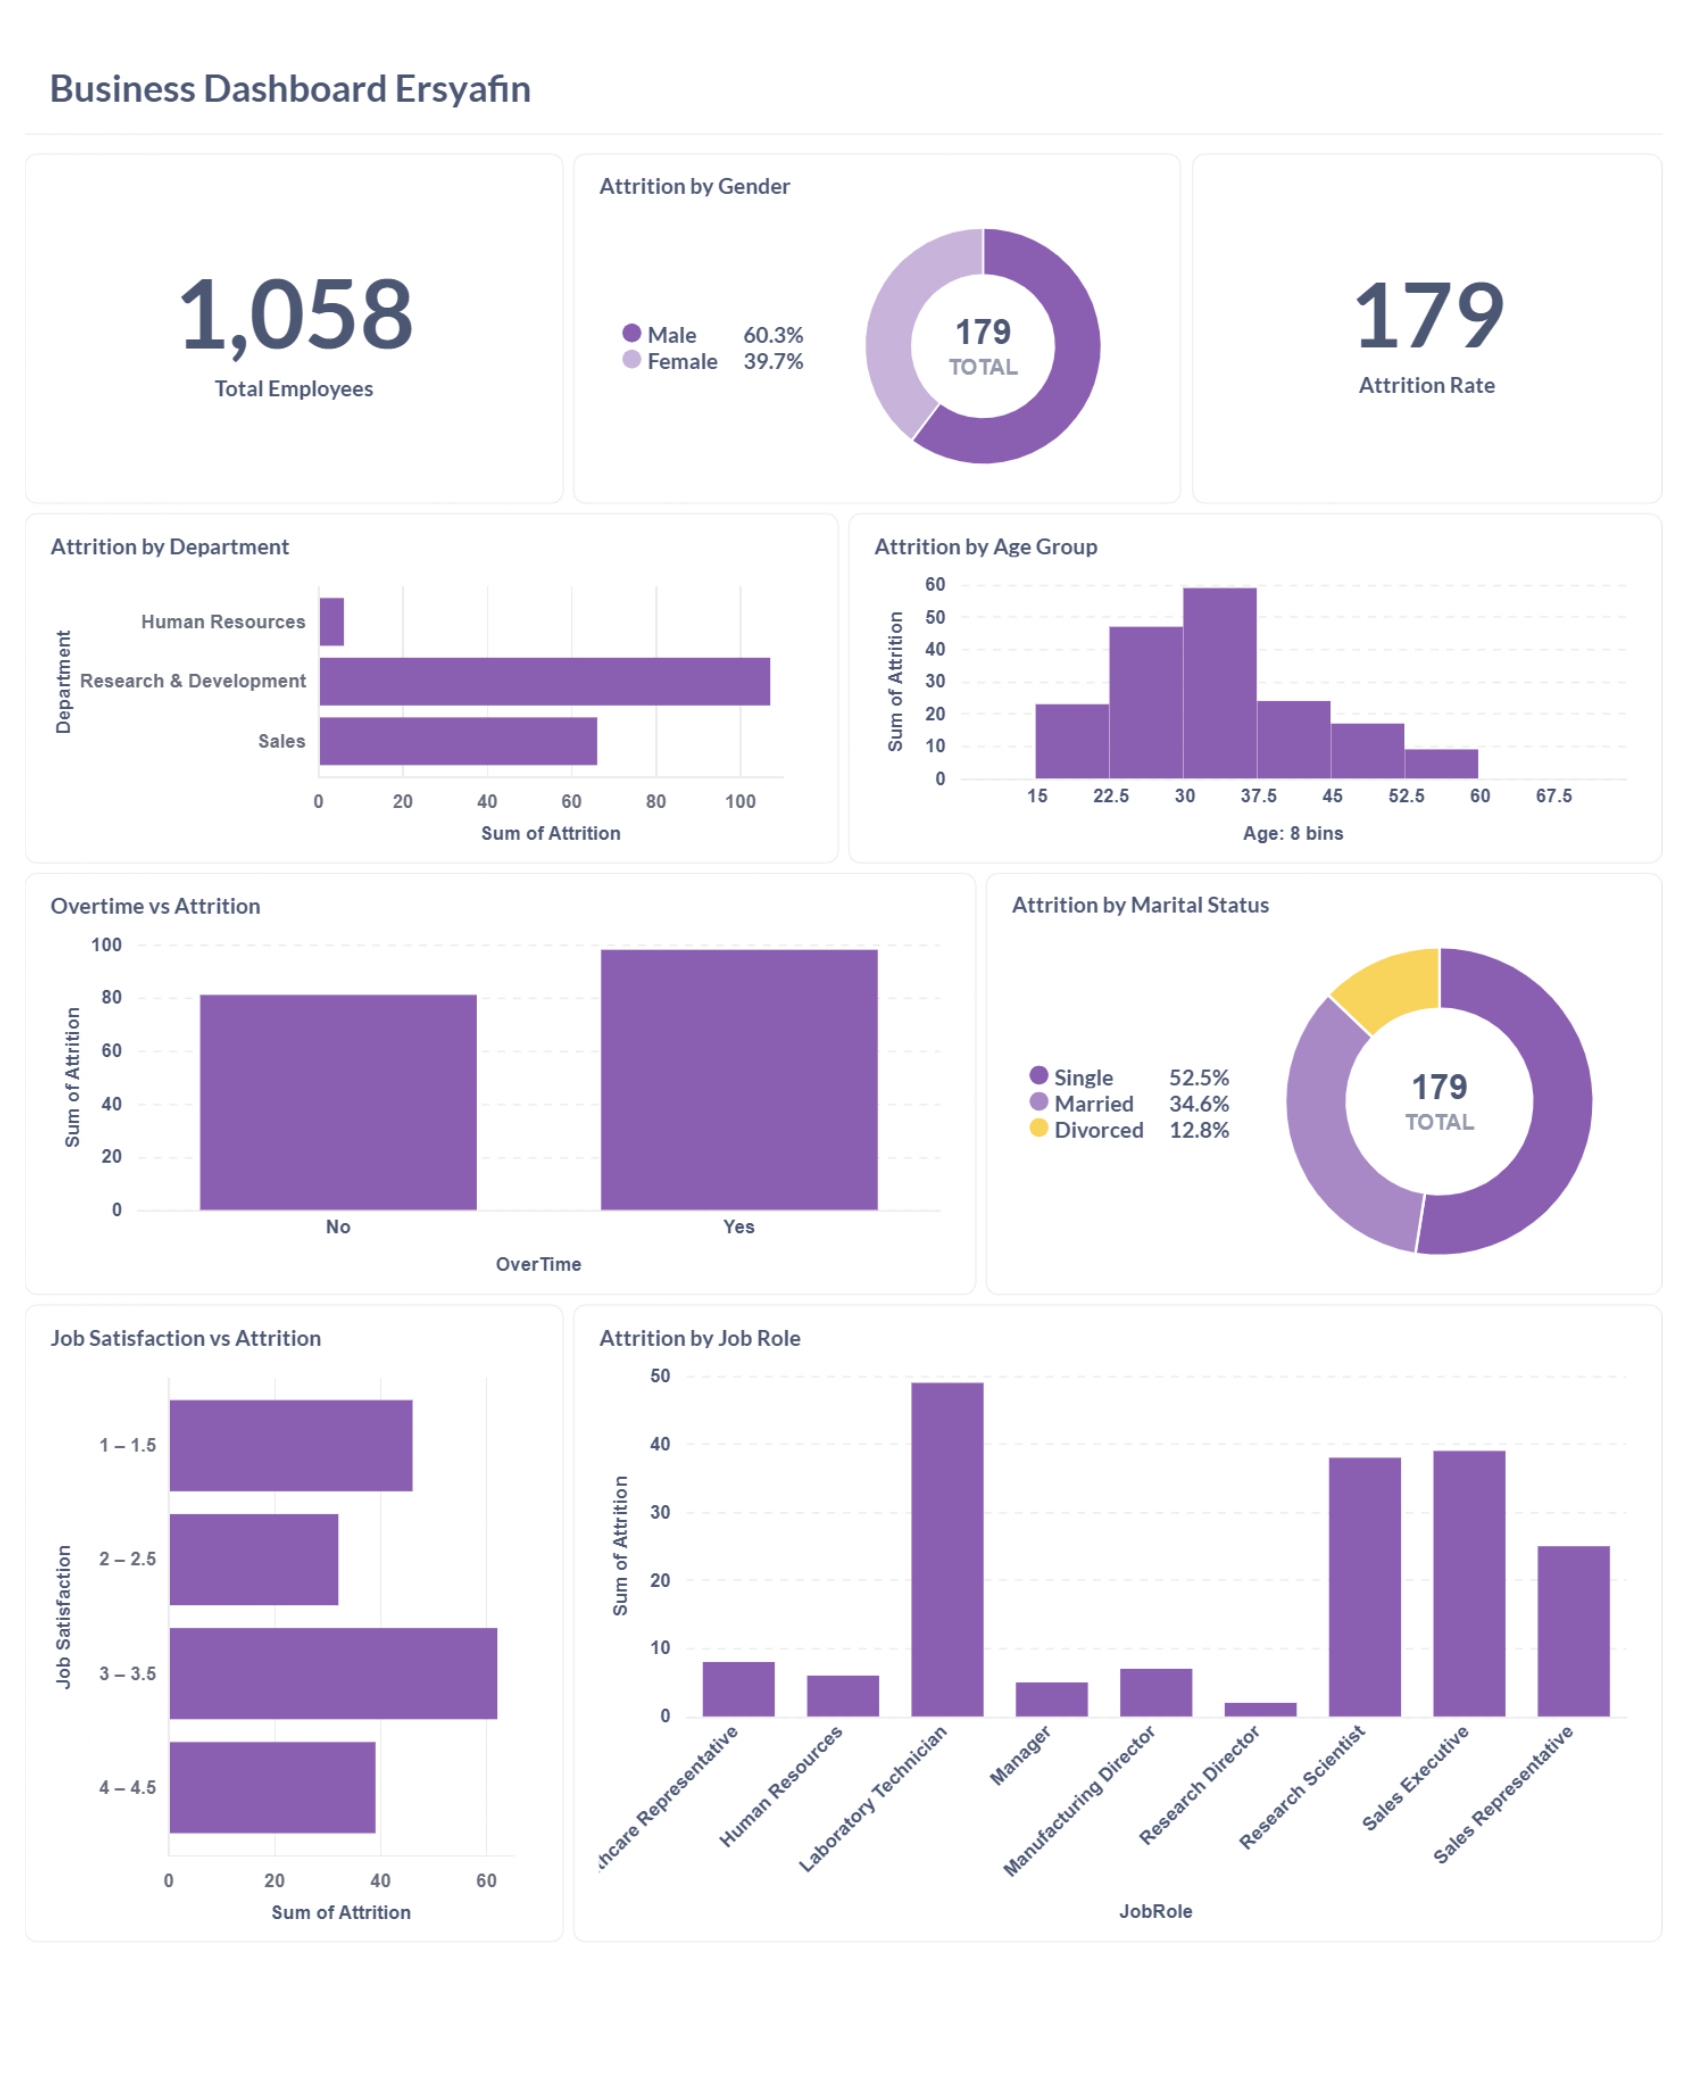 Business Dashboard Ersyafin
1,058
Total Employees
Attrition by Gender
Male 60.3%
Female 39.7%
179
TOTAL
179
Attrition Rate
Attrition by Department
Department
Human Resources
Research & Development
Sales
0 20 40 60 80 100
Sum of Attrition
Attrition by Age Group
Sum of Attrition
60
50
40
30
20
10
0
15 22.5 30 37.5 45 52.5 60 67.5
Age: 8 bins
Overtime vs Attrition
Sum of Attrition
100
80
60
40
20
0
No Yes
OverTime
Attrition by Marital Status
Single 52.5%
Married 34.6%
Divorced 12.8%
179
TOTAL
Job Satisfaction vs Attrition
Job Satisfaction
1 – 1.5
2 – 2.5
3 – 3.5
4 – 4.5
0 20 40 60
Sum of Attrition
Attrition by Job Role
Sum of Attrition
50
40
30
20
10
0
thcare Representative
Human Resources
Laboratory Technician
Manager
Manufacturing Director
Research Director
Research Scientist
Sales Executive
Sales Representative
JobRole